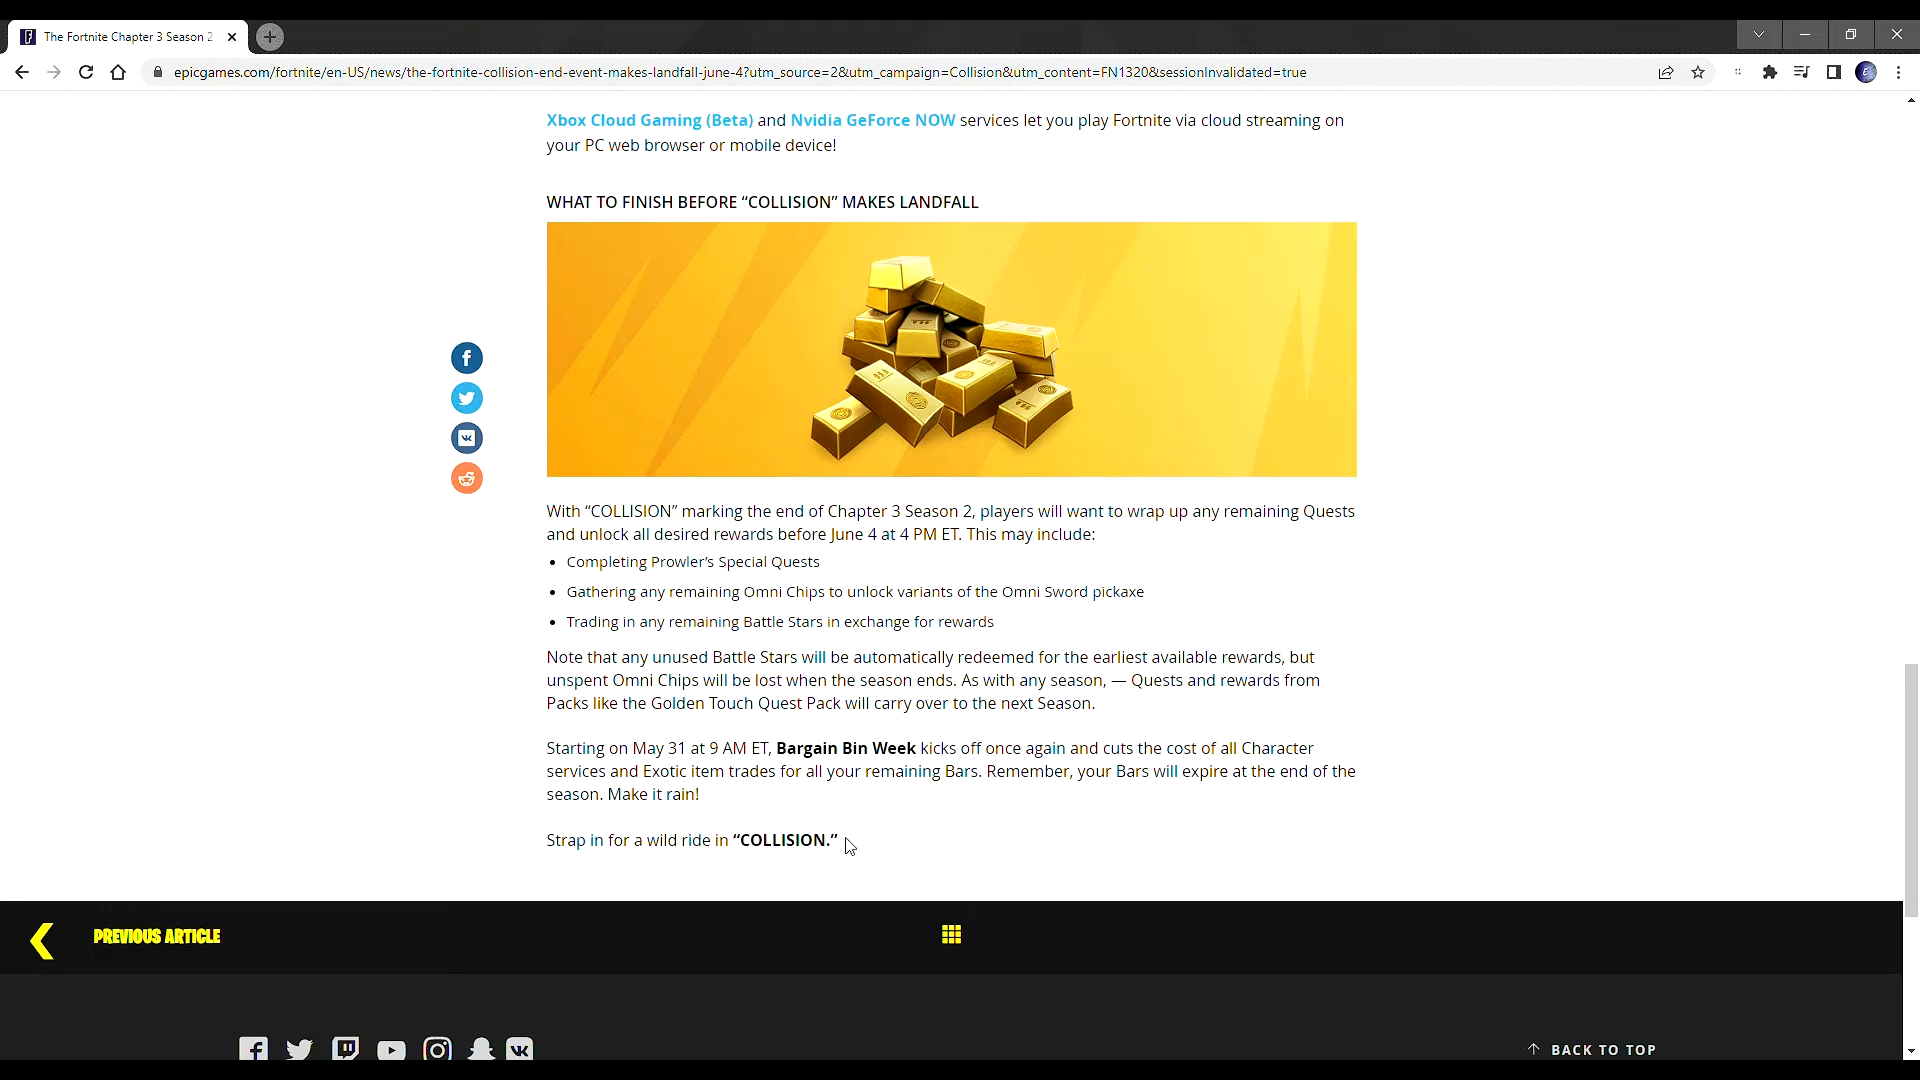 The Fortnite Chapter 3 Season 2
epicgames.com/fortnite/en-US/news/the-fortnite-collision-end-event-makes-landfall-june-4?utm_source=2&utm_campaign=Collision&utm_content=FN1320&sessionInvalidated=true
Xbox Cloud Gaming (Beta) and Nvidia GeForce NOW services let you play Fortnite via cloud streaming on
your PC web browser or mobile device!
WHAT TO FINISH BEFORE “COLLISION” MAKES LANDFALL
With “COLLISION” marking the end of Chapter 3 Season 2, players will want to wrap up any remaining Quests
and unlock all desired rewards before June 4 at 4 PM ET. This may include:
• Completing Prowler’s Special Quests
• Gathering any remaining Omni Chips to unlock variants of the Omni Sword pickaxe
• Trading in any remaining Battle Stars in exchange for rewards
Note that any unused Battle Stars will be automatically redeemed for the earliest available rewards, but
unspent Omni Chips will be lost when the season ends. As with any season, — Quests and rewards from
Packs like the Golden Touch Quest Pack will carry over to the next Season.
Starting on May 31 at 9 AM ET, Bargain Bin Week kicks off once again and cuts the cost of all Character
services and Exotic item trades for all your remaining Bars. Remember, your Bars will expire at the end of the
season. Make it rain!
Strap in for a wild ride in “COLLISION.”
PREVIOUS ARTICLE
BACK TO TOP